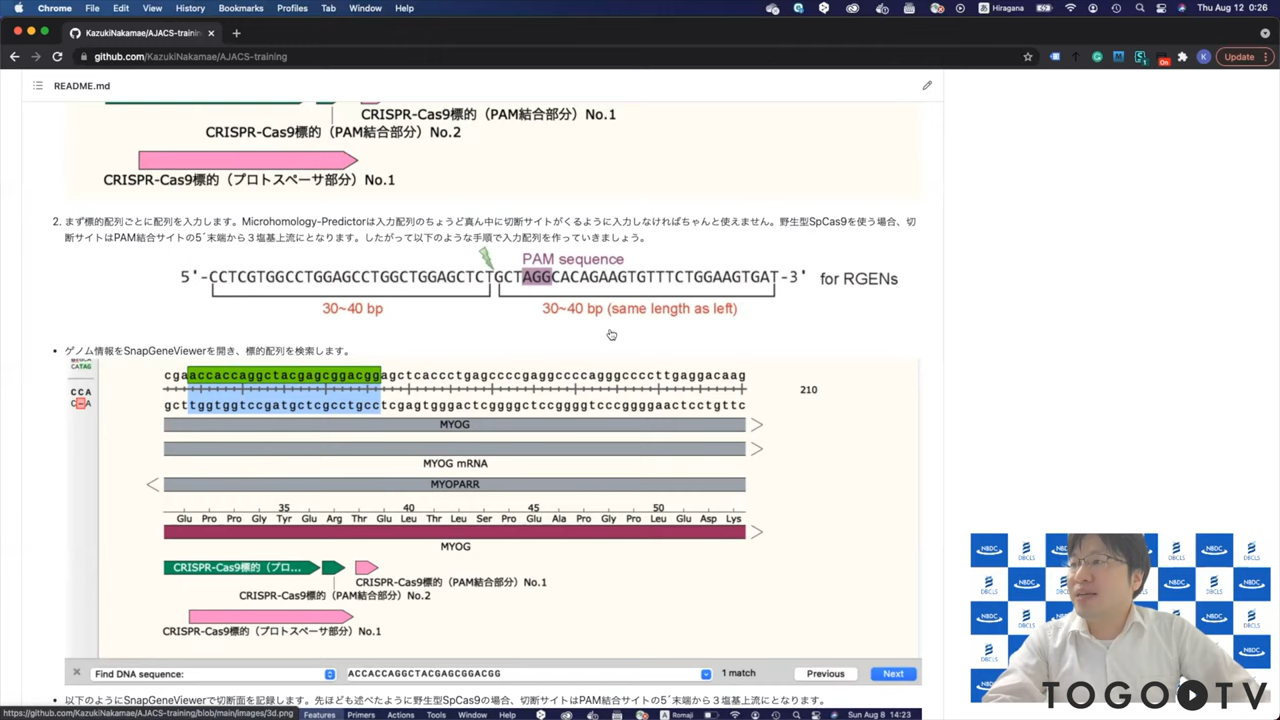 Chrome File Edit View History Bookmarks Profiles Tab Window Help Hiragana Thu Aug 12 0:26
KazukiNakamae/AJACS-trainin
github.com/KazukiNakamae/AJACS-training Update
README.md
CRISPR-Cas9標的（PAM結合部分）No.1
CRISPR-Cas9標的（PAM結合部分）No.2
CRISPR-Cas9標的（プロトスペーサ部分）No.1
2. まず標的配列ごとに配列を入力します。Microhomology-Predictorは入力配列のちょうど真ん中に切断サイトがくるように入力しなければちゃんと使えません。野生型SpCas9を使う場合、切
断サイトはPAM結合サイトの5´末端から３塩基上流にとなります。したがって以下のような手順で入力配列を作っていきましょう。
PAM sequence
5'-CCTCGTGGCCTGGAGCCTGGCTGGAGCTCTGCTAGGCACAGAAGTGTTTCTGGAAGTGAT-3' for RGENs
30~40 bp 30~40 bp (same length as left)
• ゲノム情報をSnapGeneViewerを開き、標的配列を検索します。
CATAG
cgaaccaccaggctacgagcggacggagctcaccctgagccccgaggccccagggccccttgaggacaag
210
CCA
gcttggtggtccgatgctcgcctgcctcgagtgggactcggggctccggggtcccggggaactcctgttc
MYOG
MYOG mRNA
MYOPARR
35 40 45 50
Glu Pro Pro Gly Tyr Glu Arg Thr Glu Leu Thr Leu Ser Pro Glu Ala Pro Gly Pro Leu Glu Asp Lys
MYOG
CRISPR-Cas9標的（プロ...
CRISPR-Cas9標的（PAM結合部分）No.1
CRISPR-Cas9標的（PAM結合部分）No.2
CRISPR-Cas9標的（プロトスペーサ部分）No.1
Find DNA sequence: ACCACCAGGCTACGAGCGGACGG 1 match Previous Next
• 以下のようにSnapGeneViewerで切断面を記録します。先ほども述べたように野生型SpCas9の場合、切断サイトはPAM結合サイトの5´末端から３塩基上流になります。
https://github.com/KazukiNakamae/AJACS-training/blob/main/images/3d.png Features Primers Actions Tools Window Help Romaji Sun Aug 8 14:23
NBDC DBCLS
TOGO TV